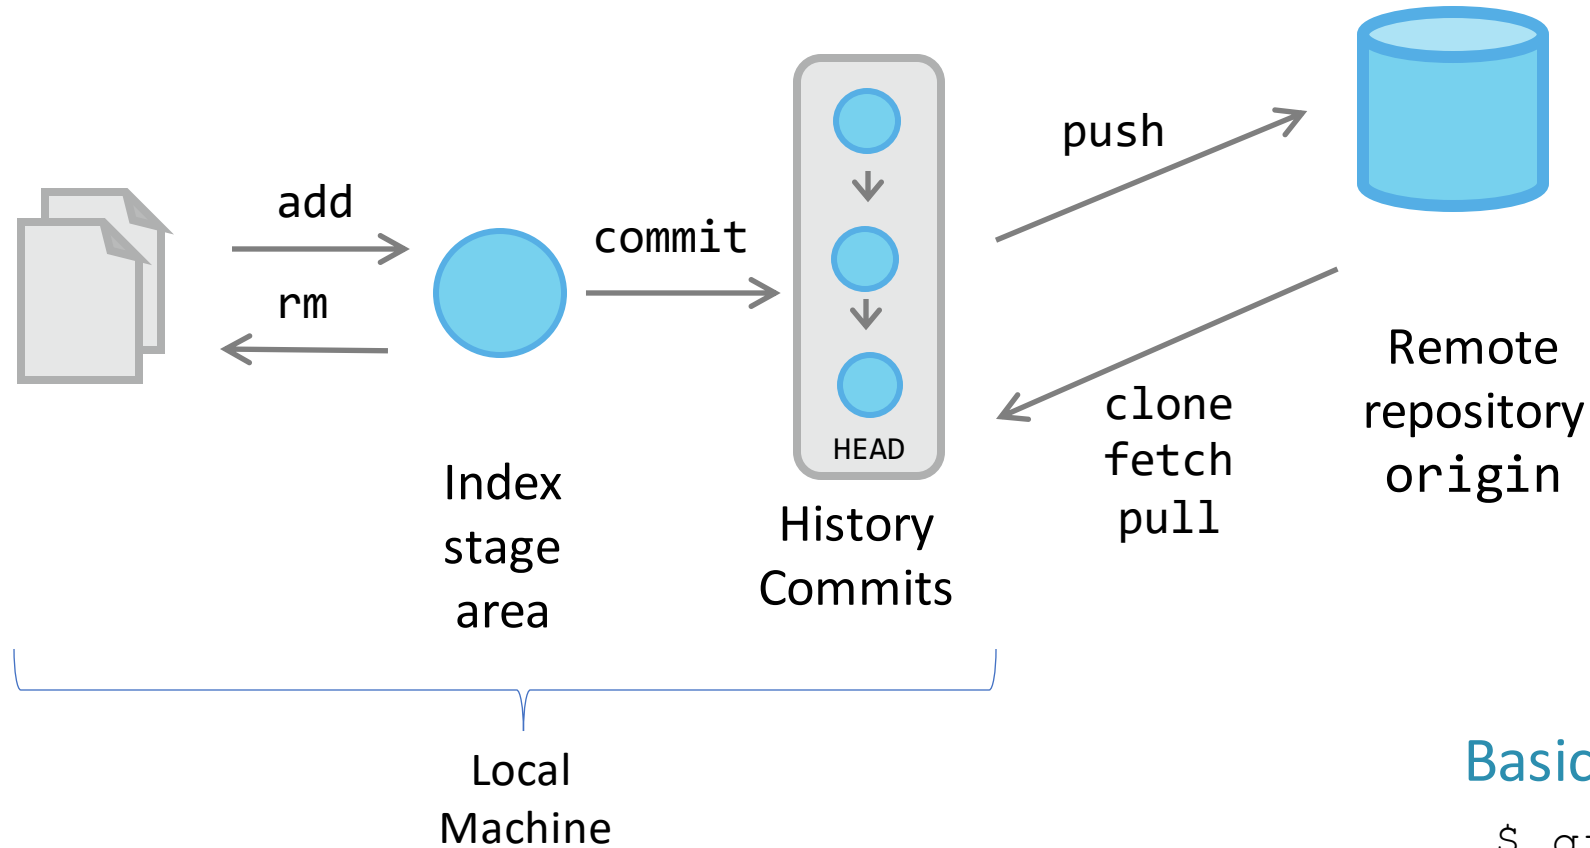 add
rm
commit
push
HEAD
clone
fetch
pull
Index
stage
area
History
Commits
Remote
repository
origin
Local
Machine